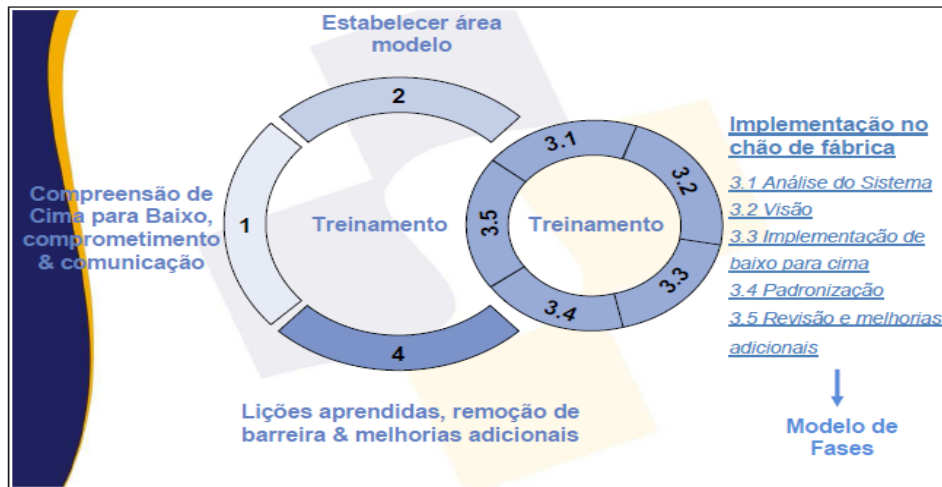 Estabelecer área
modelo
2
Compreensão de
Cima para Baixo,
comprometimento
& comunicação
1
Treinamento
3.1
3.2
3.3
3.4
3.5
Treinamento
4
Lições aprendidas, remoção de
barreira & melhorias adicionais
Implementação no
chão de fábrica
3.1 Análise do Sistema
3.2 Visão
3.3 Implementação de
baixo para cima
3.4 Padronização
3.5 Revisão e melhorias
adicionais
Modelo de
Fases